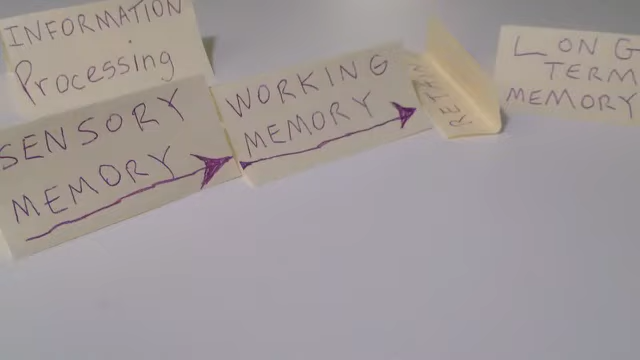 INFORMATION
Processing
SENSORY
MEMORY
WORKING
MEMORY
LONG
TERM
MEMORY